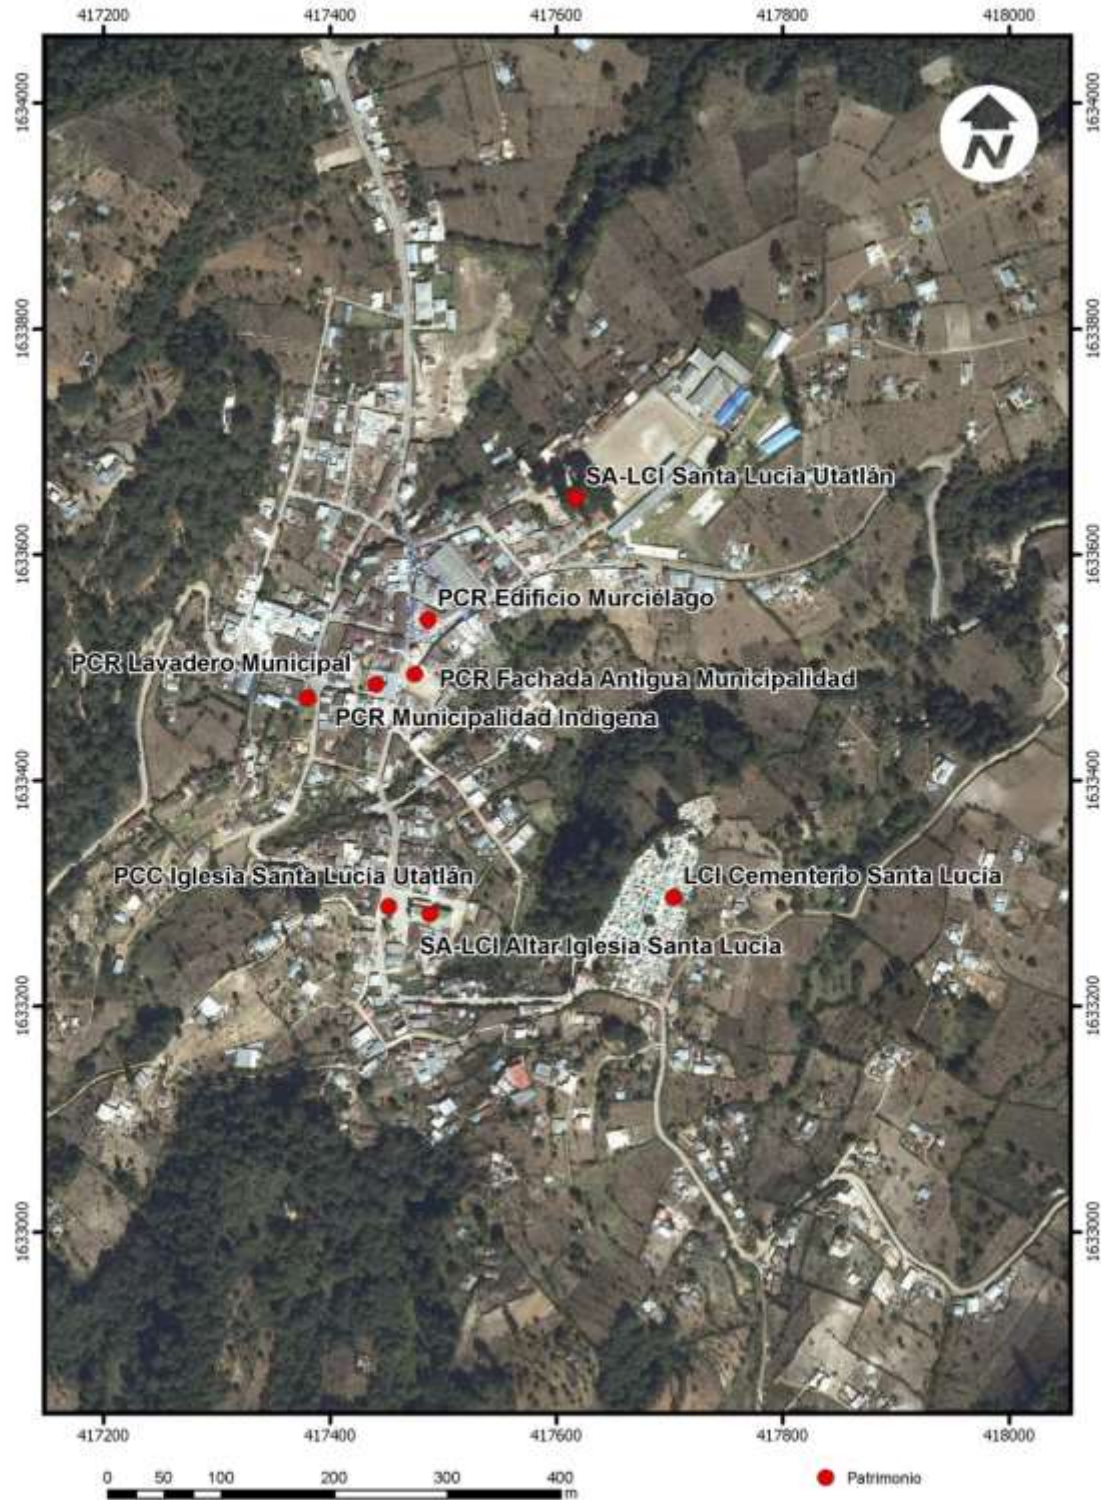 417200 417400 417600 417800 418000
1634000 1634000
N
1633800 1633800
SA-LCI Santa Lucia Utatlán
1633600 1633600
PCR Edificio Murciélago
PCR Lavadero Municipal
PCR Fachada Antigua Municipalidad
PCR Municipalidad Indigena
1633400 1633400
PCC Iglesia Santa Lucia Utatlán
LCI Cementerio Santa Lucia
SA-LCI Altar Iglesia Santa Lucia
1633200 1633200
1633000 1633000
417200 417400 417600 417800 418000
0 50 100 200 300 400
m
Patrimonio